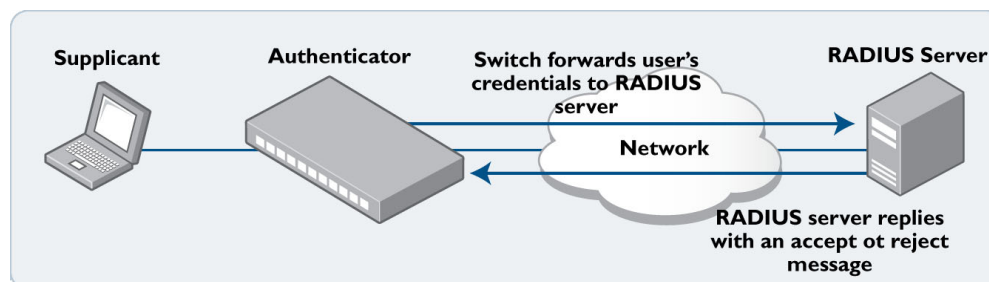 Supplicant
Authenticator
Switch forwards user's
credentials to RADIUS
server
RADIUS Server
Network
RADIUS server replies
with an accept ot reject
message